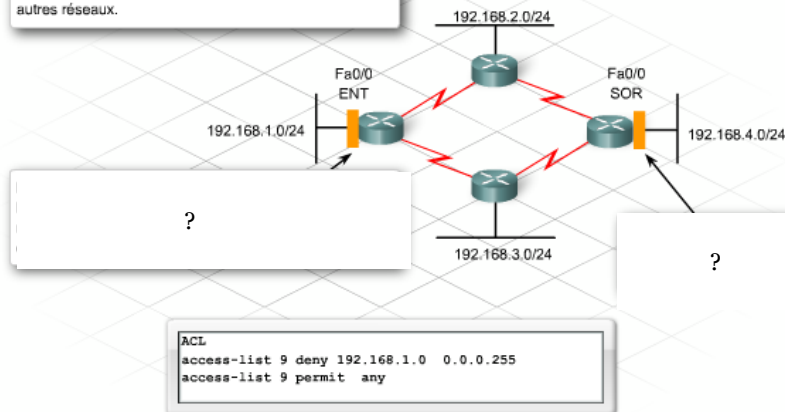 autres réseaux.
192.168.2.0/24
Fa0/0
ENT
Fa0/0
SOR
192.168.1.0/24
192.168.4.0/24
?
192.168.3.0/24
?
ACL
access-list 9 deny 192.168.1.0 0.0.0.255
access-list 9 permit any